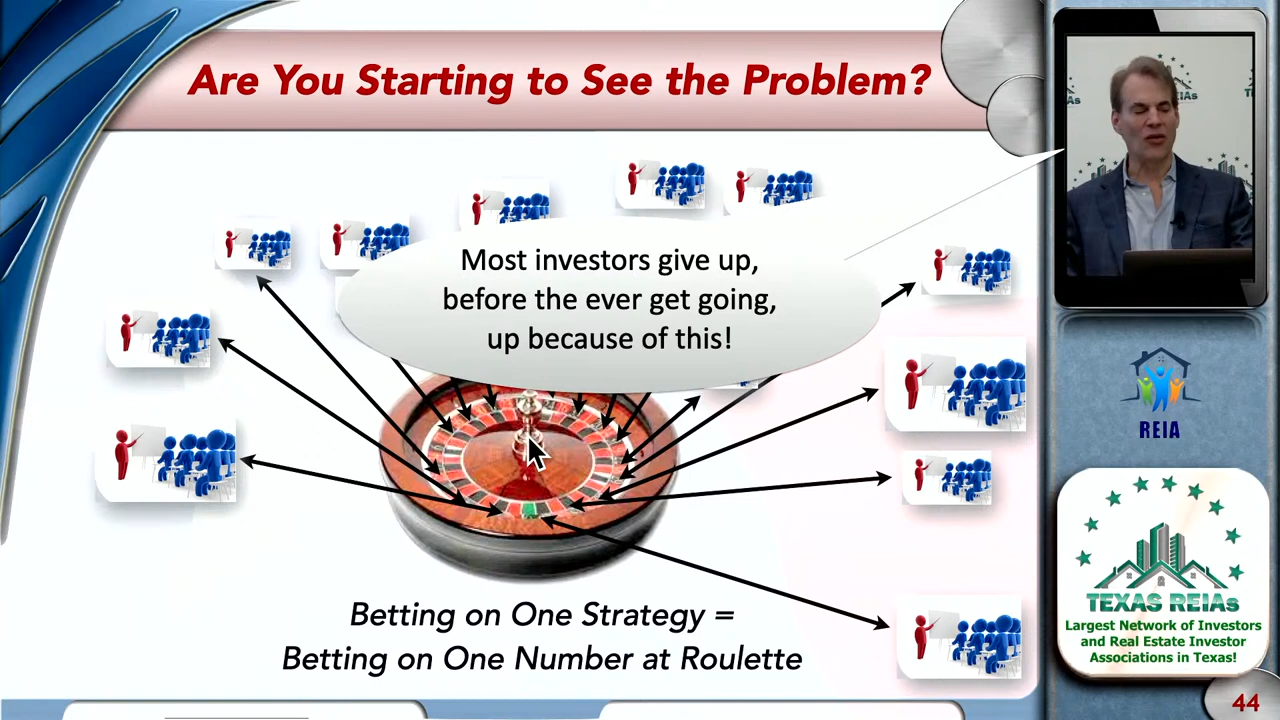 Are You Starting to See the Problem?
Most investors give up,
before the ever get going,
up because of this!
Betting on One Strategy =
Betting on One Number at Roulette
REIA
TEXAS REIAs
Largest Network of Investors
and Real Estate Investor
Associations in Texas!
44